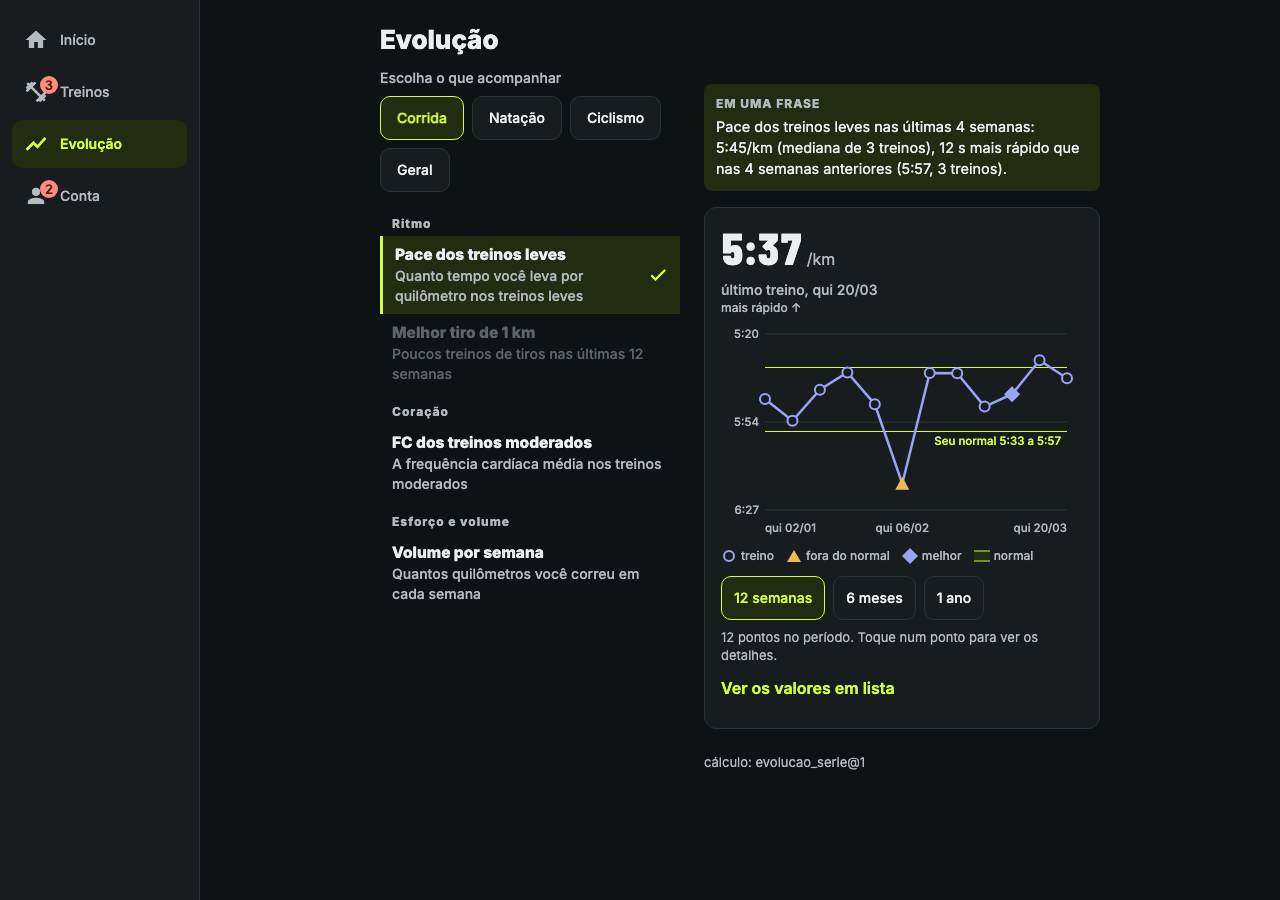 Início
3
Treinos
Evolução
2
Conta
Evolução
Escolha o que acompanhar
Corrida
Natação
Ciclismo
Geral
Ritmo
Pace dos treinos leves
Quanto tempo você leva por
quilômetro nos treinos leves
Melhor tiro de 1 km
Poucos treinos de tiros nas últimas 12
semanas
Coração
FC dos treinos moderados
A frequência cardíaca média nos treinos
moderados
Esforço e volume
Volume por semana
Quantos quilômetros você correu em
cada semana
EM UMA FRASE
Pace dos treinos leves nas últimas 4 semanas:
5:45/km (mediana de 3 treinos), 12 s mais rápido que
nas 4 semanas anteriores (5:57, 3 treinos).
5:37 /km
último treino, qui 20/03
mais rápido ↑
5:20
5:54
Seu normal 5:33 a 5:57
6:27
qui 02/01 qui 06/02 qui 20/03
treino fora do normal melhor normal
12 semanas
6 meses
1 ano
12 pontos no período. Toque num ponto para ver os
detalhes.
Ver os valores em lista
cálculo: evolucao_serie@1